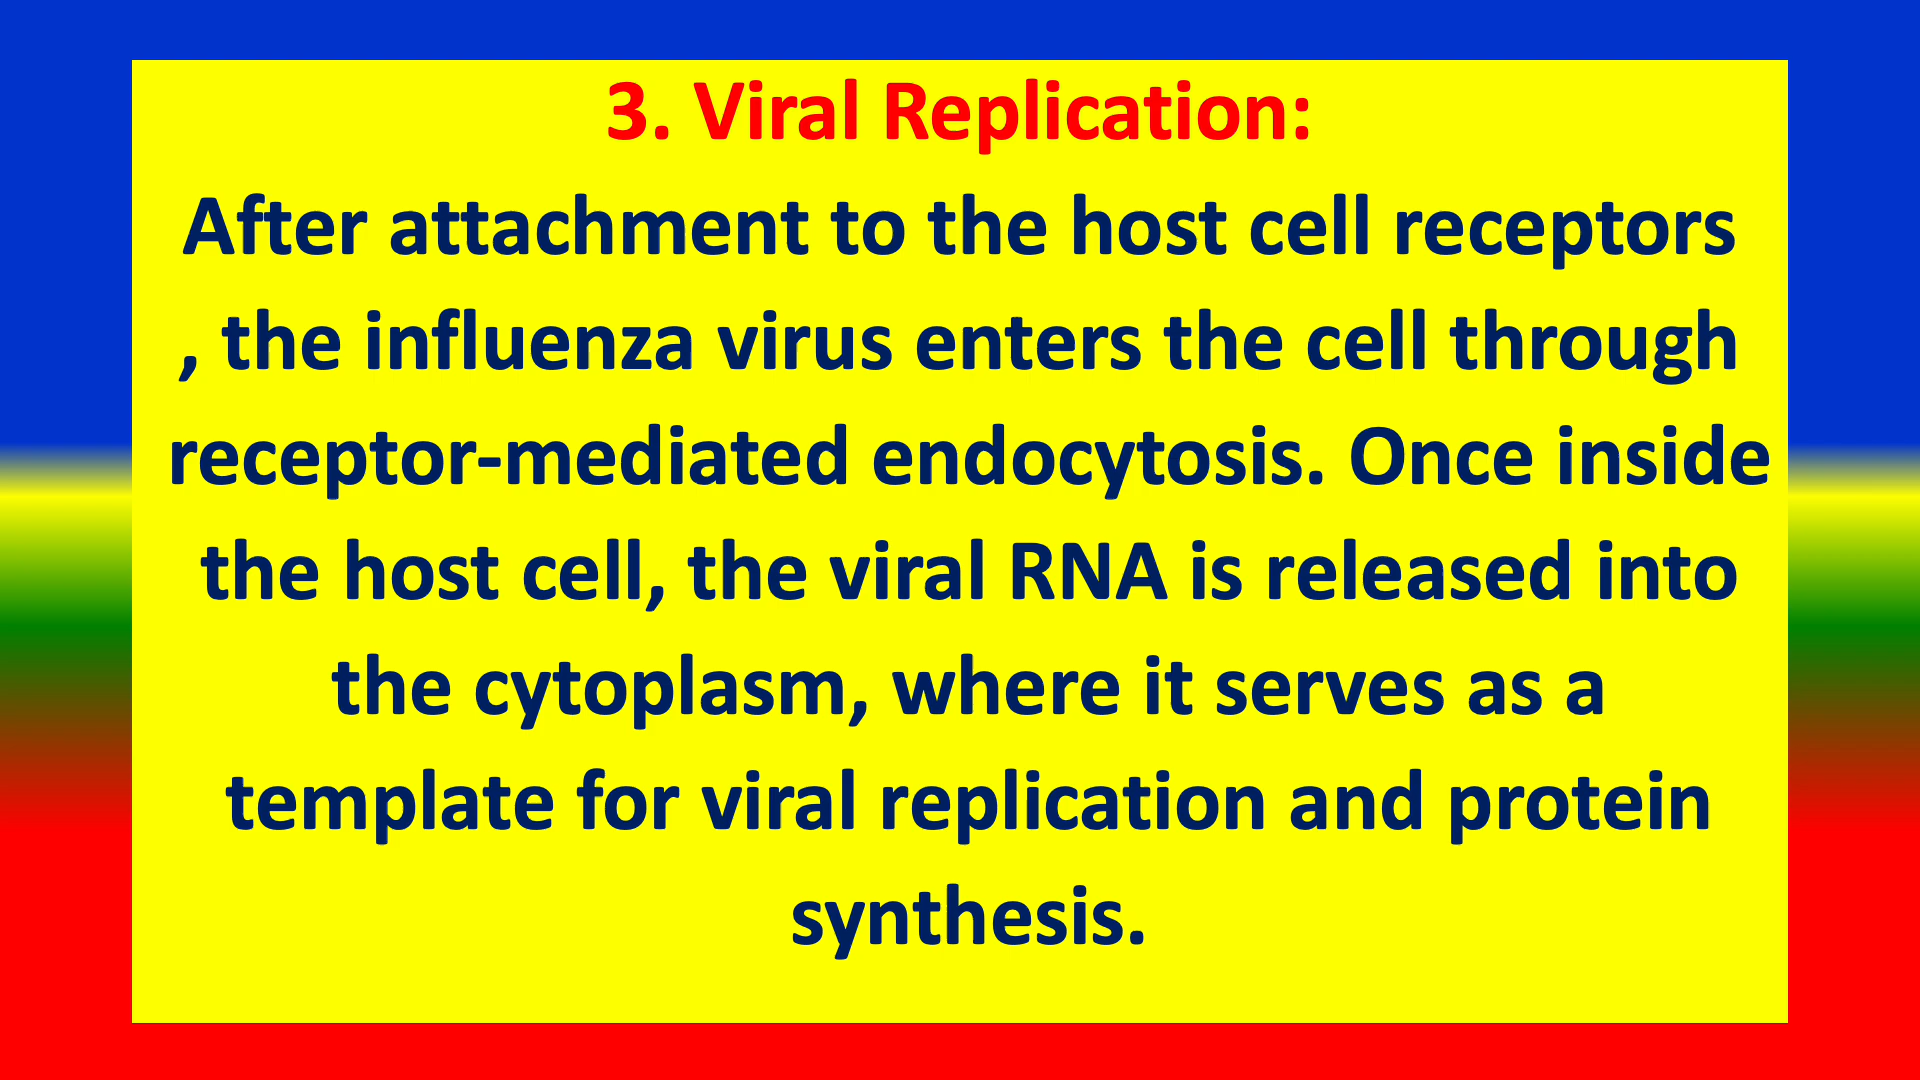 3. Viral Replication:
After attachment to the host cell receptors
, the influenza virus enters the cell through
receptor-mediated endocytosis. Once inside
the host cell, the viral RNA is released into
the cytoplasm, where it serves as a
template for viral replication and protein
synthesis.